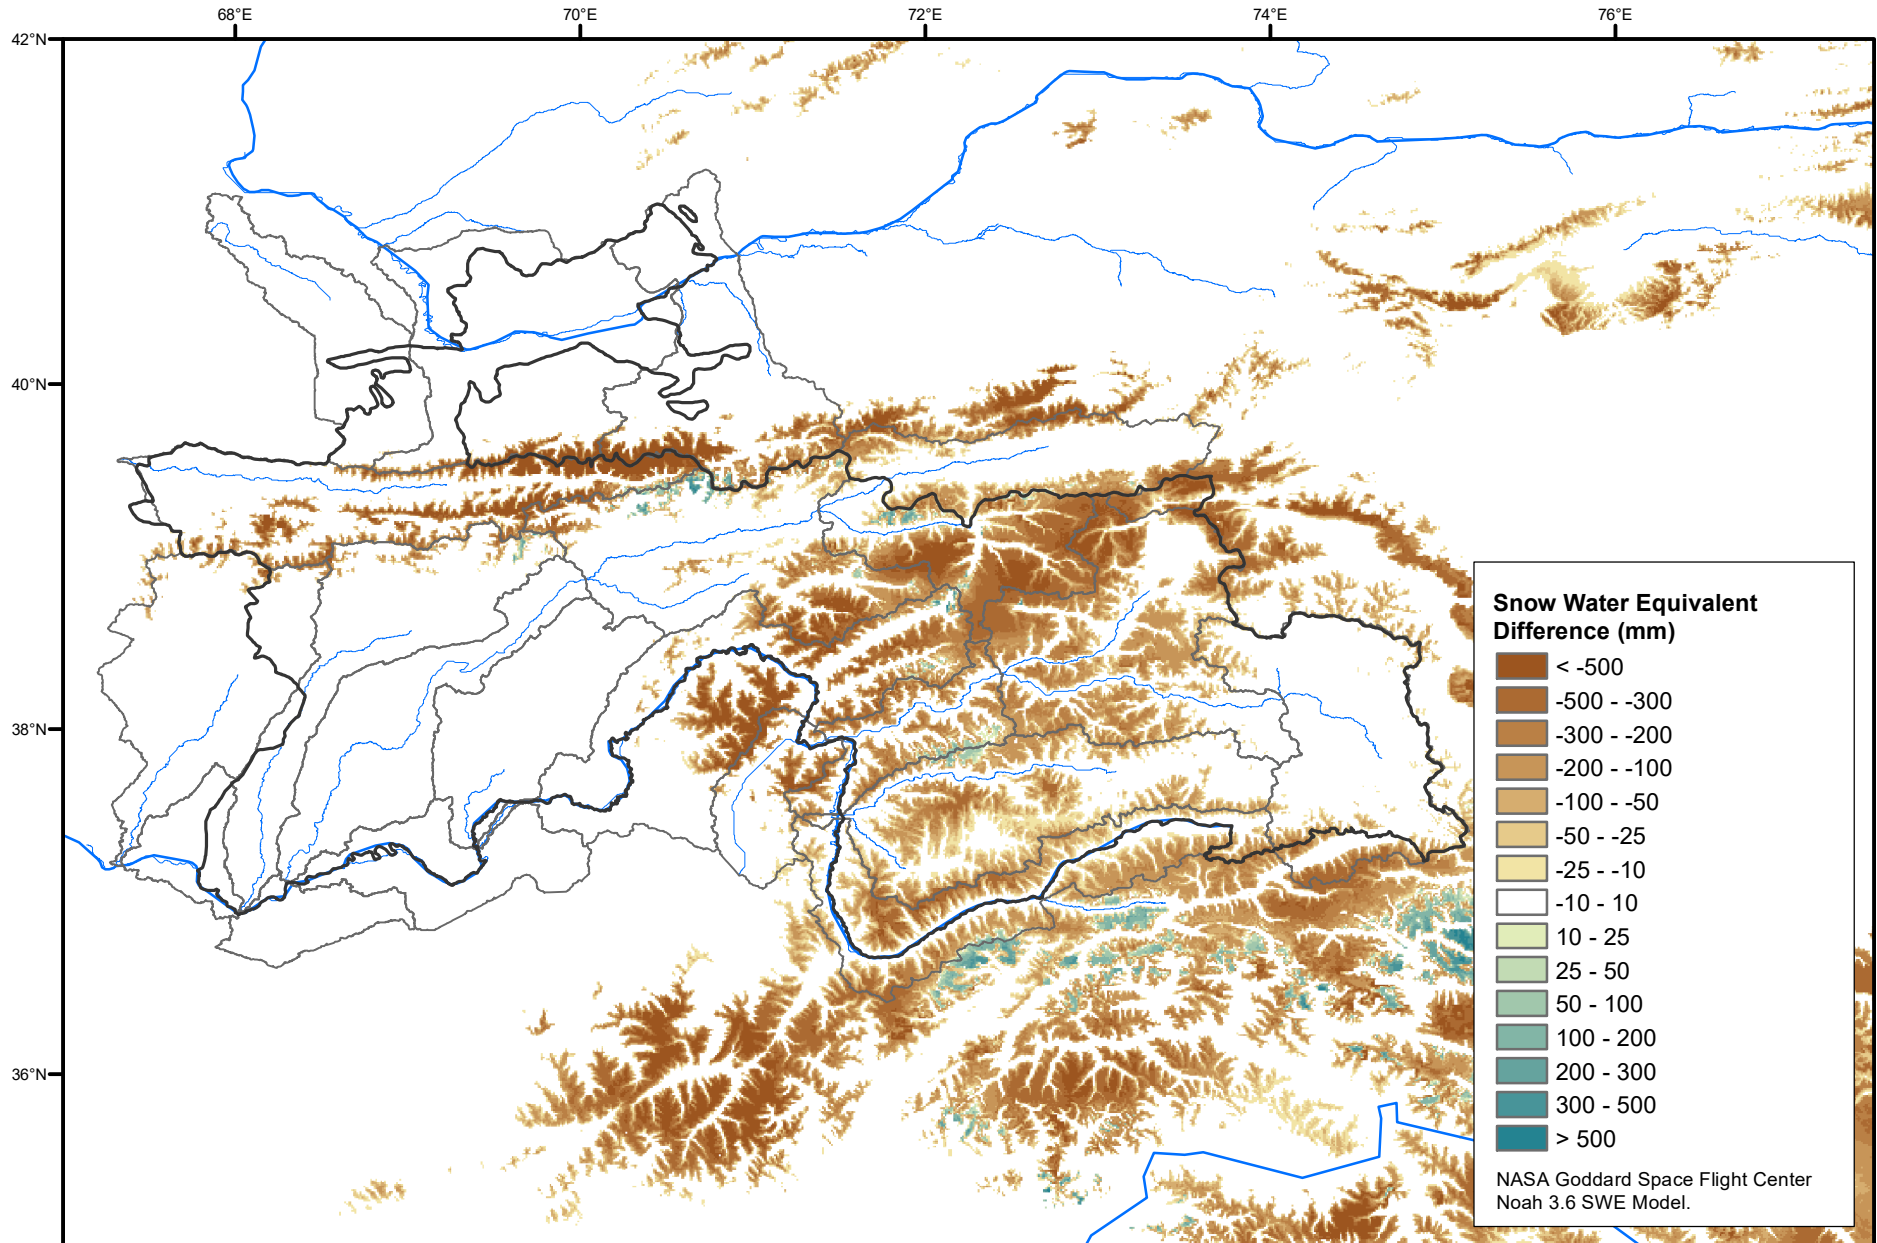 68°E
70°E
72°E
74°E
76°E
42°N
40°N
38°N
36°N
Snow Water Equivalent
Difference (mm)
< -500
-500 - -300
-300 - -200
-200 - -100
-100 - -50
-50 - -25
-25 - -10
-10 - 10
10 - 25
25 - 50
50 - 100
100 - 200
200 - 300
300 - 500
> 500
NASA Goddard Space Flight Center
Noah 3.6 SWE Model.